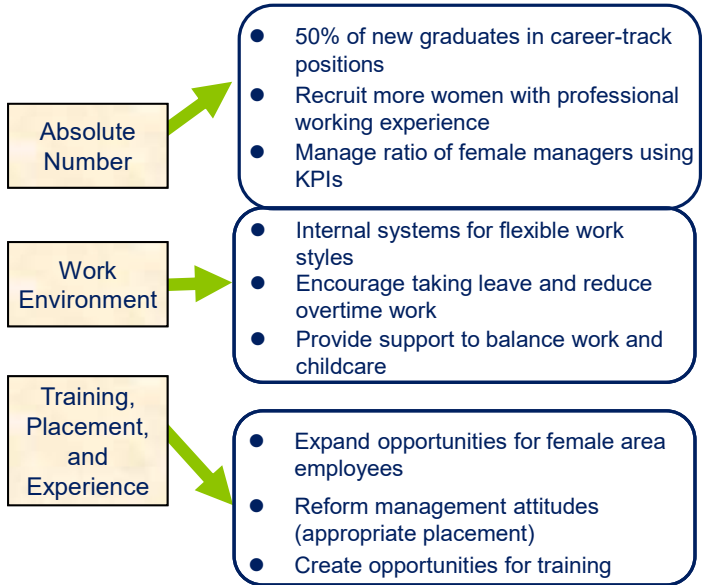 Absolute
Number
● 50% of new graduates in career-track
positions
● Recruit more women with professional
working experience
● Manage ratio of female managers using
KPIs
Work
Environment
● Internal systems for flexible work
styles
● Encourage taking leave and reduce
overtime work
● Provide support to balance work and
childcare
Training,
Placement,
and
Experience
● Expand opportunities for female area
employees
● Reform management attitudes
(appropriate placement)
● Create opportunities for training